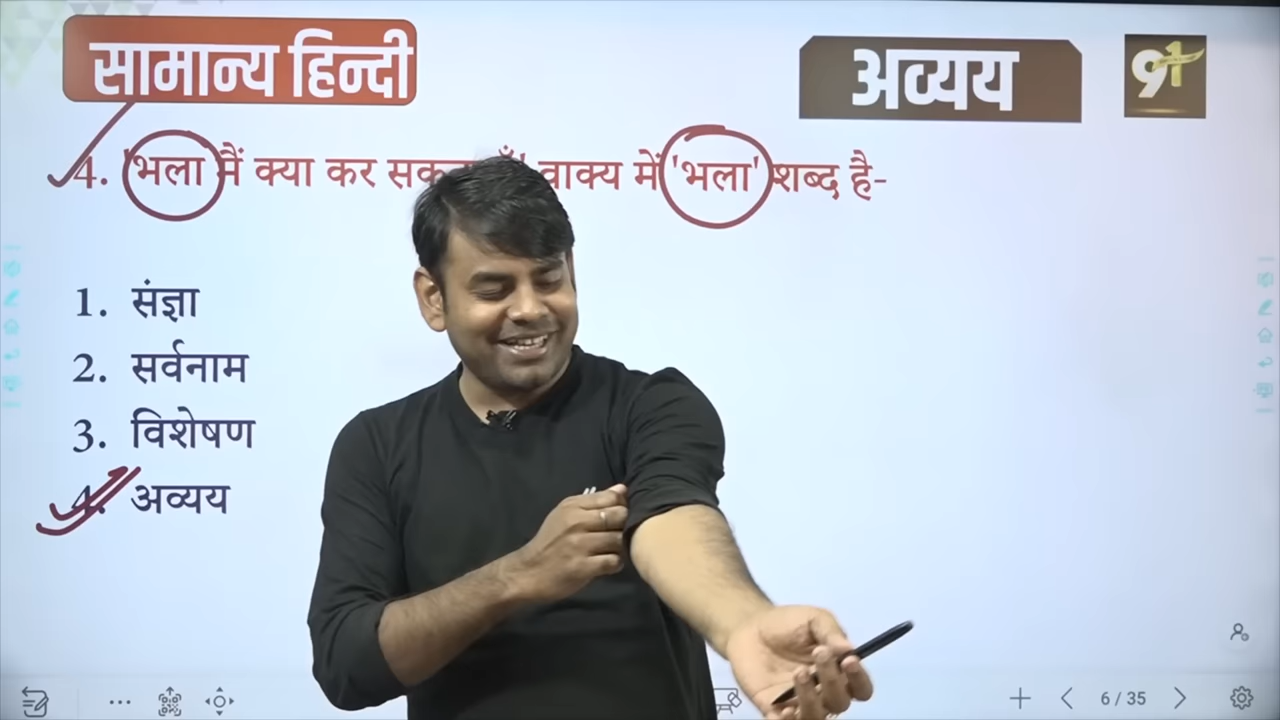 सामान्य हिन्दी
अव्यय
91
4. 'भला मैं क्या कर वाक्य में 'भला' शब्द है-
1. संज्ञा
2. सर्वनाम
3. विशेषण
4. अव्यय
6 / 35